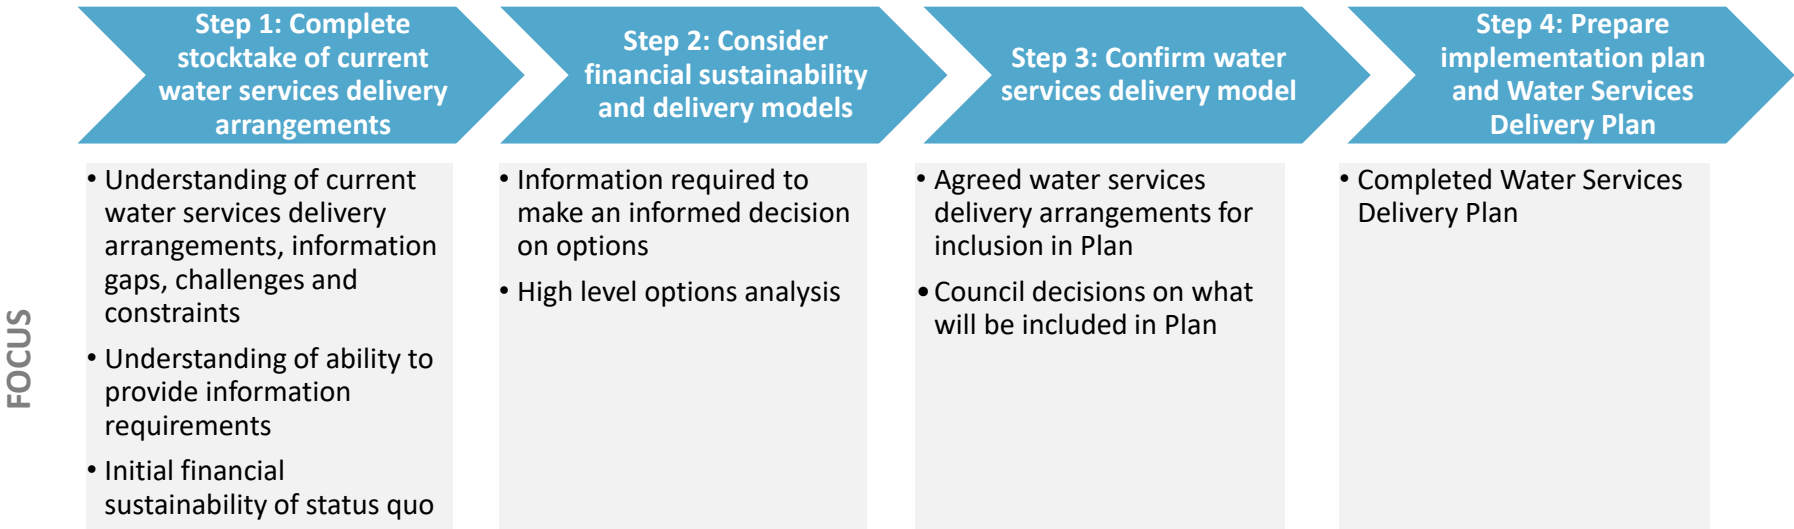 Step 1: Complete
stocktake of current
water services delivery
arrangements
Step 2: Consider
financial sustainability
and delivery models
Step 3: Confirm water
services delivery model
Step 4: Prepare
implementation plan
and Water Services
Delivery Plan
FOCUS
• Understanding of current
water services delivery
arrangements, information
gaps, challenges and
constraints
• Understanding of ability to
provide information
requirements
• Initial financial
sustainability of status quo
• Information required to
make an informed decision
on options
• High level options analysis
• Agreed water services
delivery arrangements for
inclusion in Plan
• Council decisions on what
will be included in Plan
• Completed Water Services
Delivery Plan